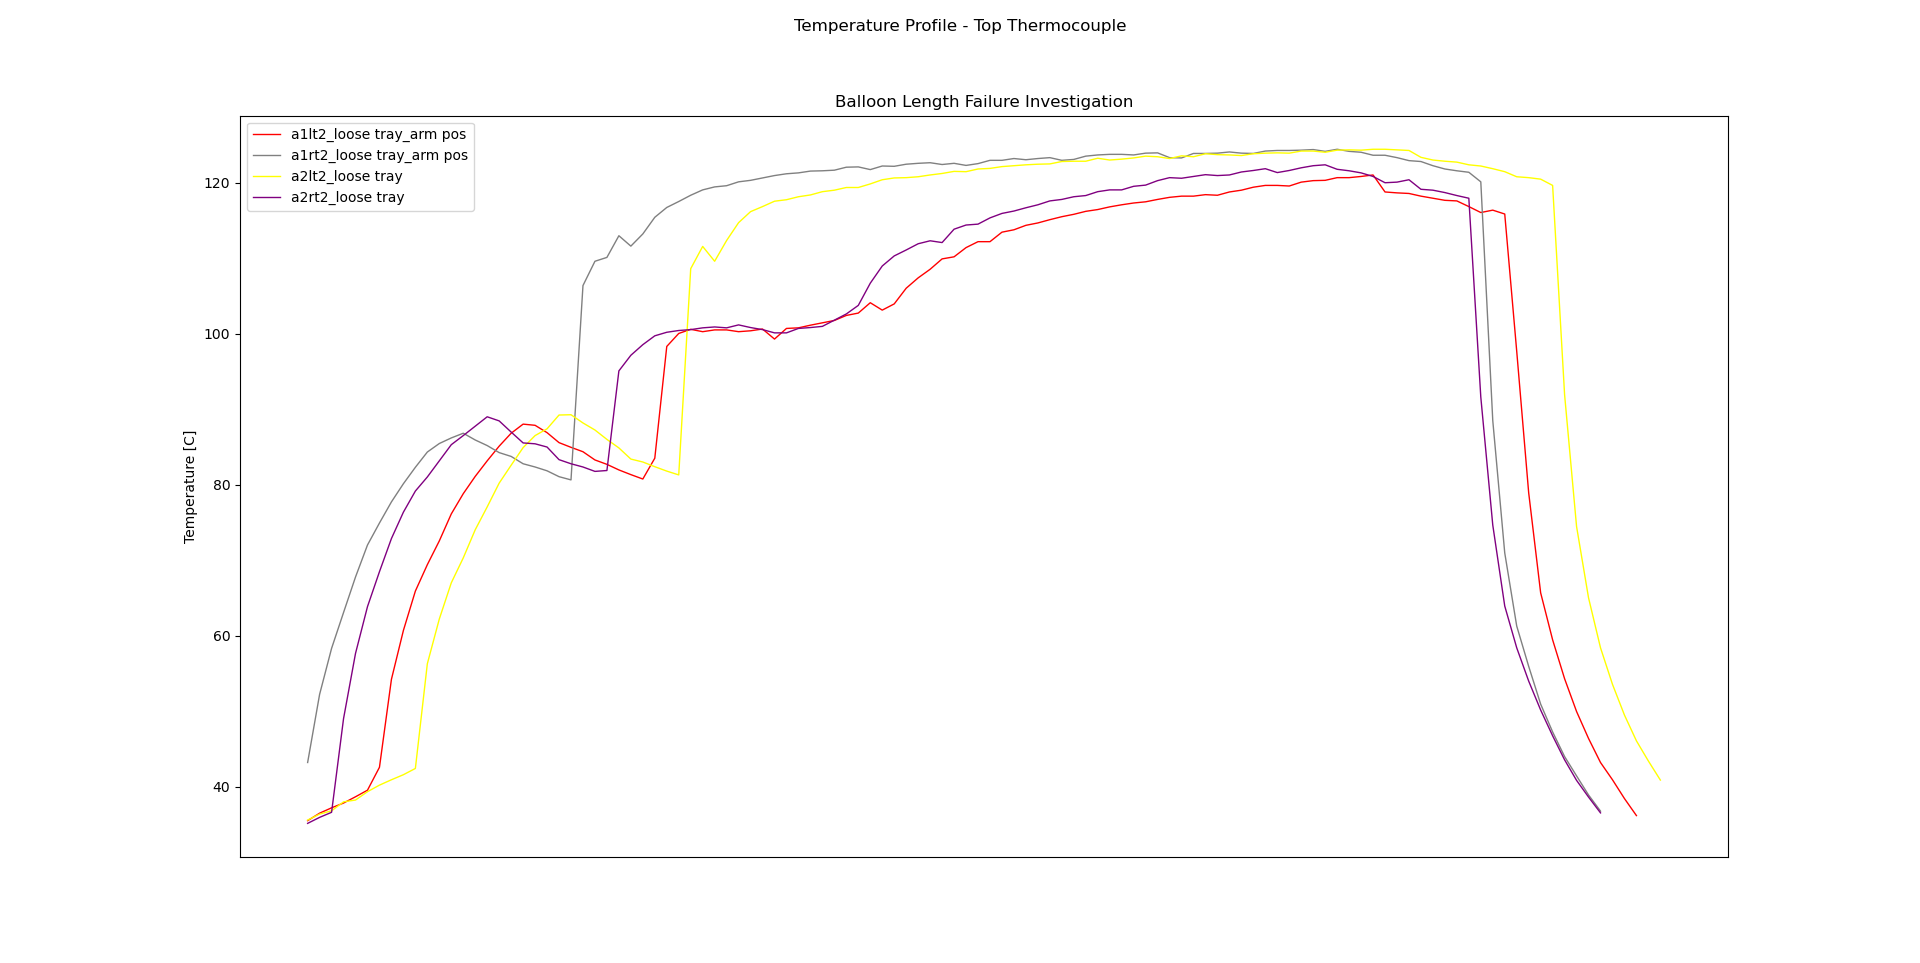 Temperature Profile - Top Thermocouple
Balloon Length Failure Investigation
a1lt2_loose tray_arm pos
a1rt2_loose tray_arm pos
a2lt2_loose tray
a2rt2_loose tray
120
100
80
60
40
Temperature [C]